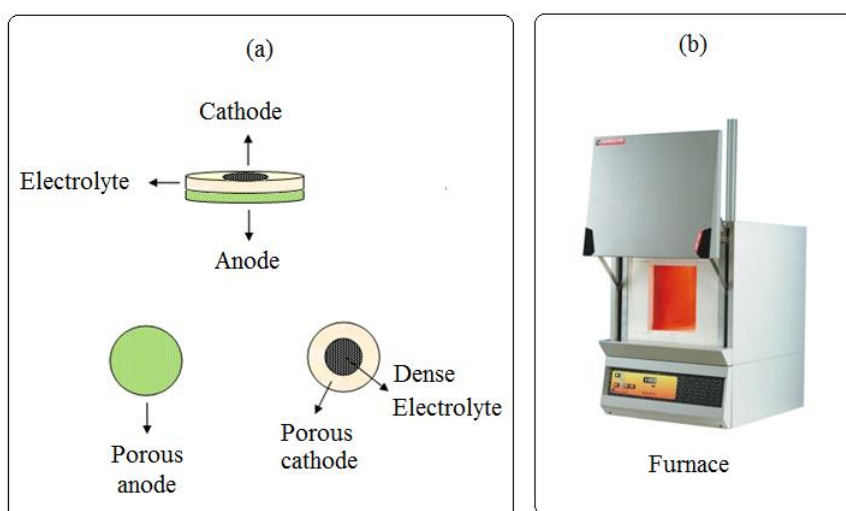 (a)
Cathode
Electrolyte
Anode
Dense
Electrolyte
Porous
cathode
Porous
anode
(b)
Furnace